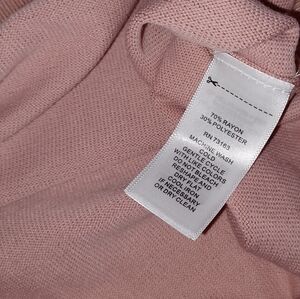 70% RAYON
30% POLYESTER
RN 73163
MACHINE WASH
COLD
GENTLE CYCLE
WITH LIKE COLORS
DO NOT BLEACH
RESHAPE AND
DRY FLAT
COOL IRON
IF NECESSARY
OR DRY CLEAN